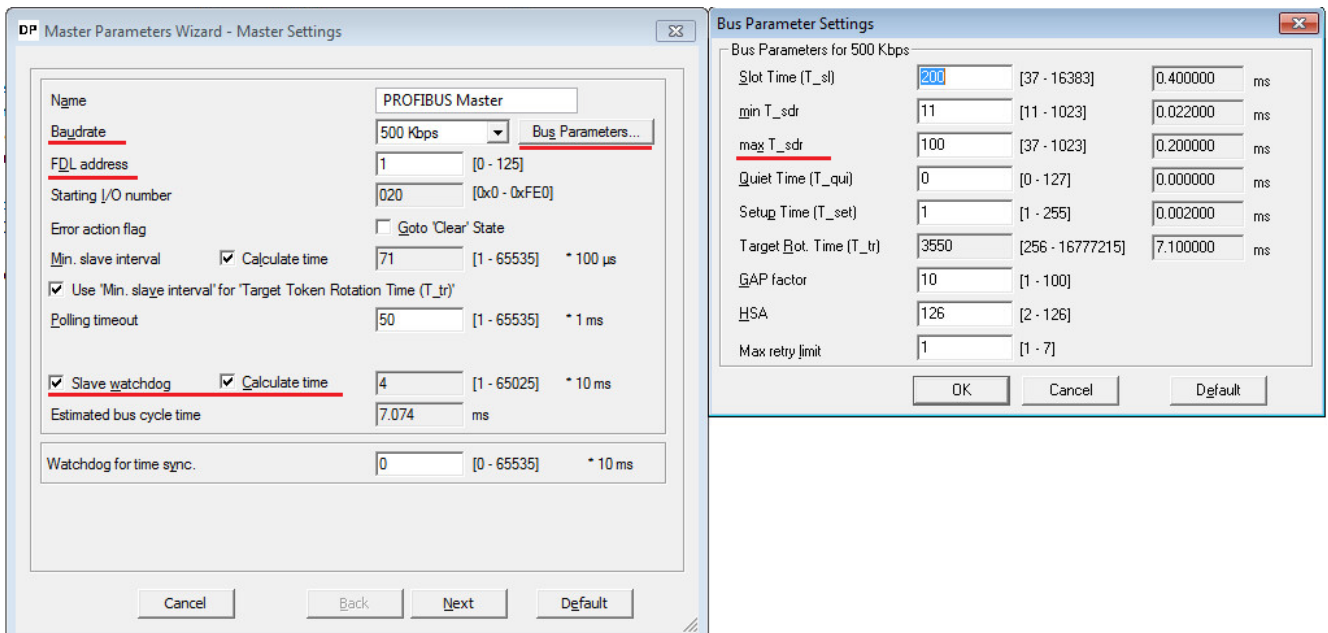 DP Master Parameters Wizard - Master Settings
Name PROFIBUS Master
Baudrate 500 Kbps Bus Parameters...
FDL address 1 [0 - 125]
Starting I/O number 020 [0x0 - 0xFE0]
Error action flag Goto 'Clear' State
Min. slave interval Calculate time 71 [1 - 65535] * 100 µs
Use 'Min. slave interval' for 'Target Token Rotation Time (T_tr)'
Polling timeout 50 [1 - 65535] * 1 ms
Slave watchdog Calculate time 4 [1 - 65025] * 10 ms
Estimated bus cycle time 7.074 ms
Watchdog for time sync. 0 [0 - 65535] * 10 ms
Cancel Back Next Default
Bus Parameter Settings
Bus Parameters for 500 Kbps
Slot Time (T_sl) 200 [37 - 16383] 0.400000 ms
min T_sdr 11 [11 - 1023] 0.022000 ms
max T_sdr 100 [37 - 1023] 0.200000 ms
Quiet Time (T_qui) 0 [0 - 127] 0.000000 ms
Setup Time (T_set) 1 [1 - 255] 0.002000 ms
Target Rot. Time (T_tr) 3550 [256 - 16777215] 7.100000 ms
GAP factor 10 [1 - 100]
HSA 126 [2 - 126]
Max retry limit 1 [1 - 7]
OK Cancel Default